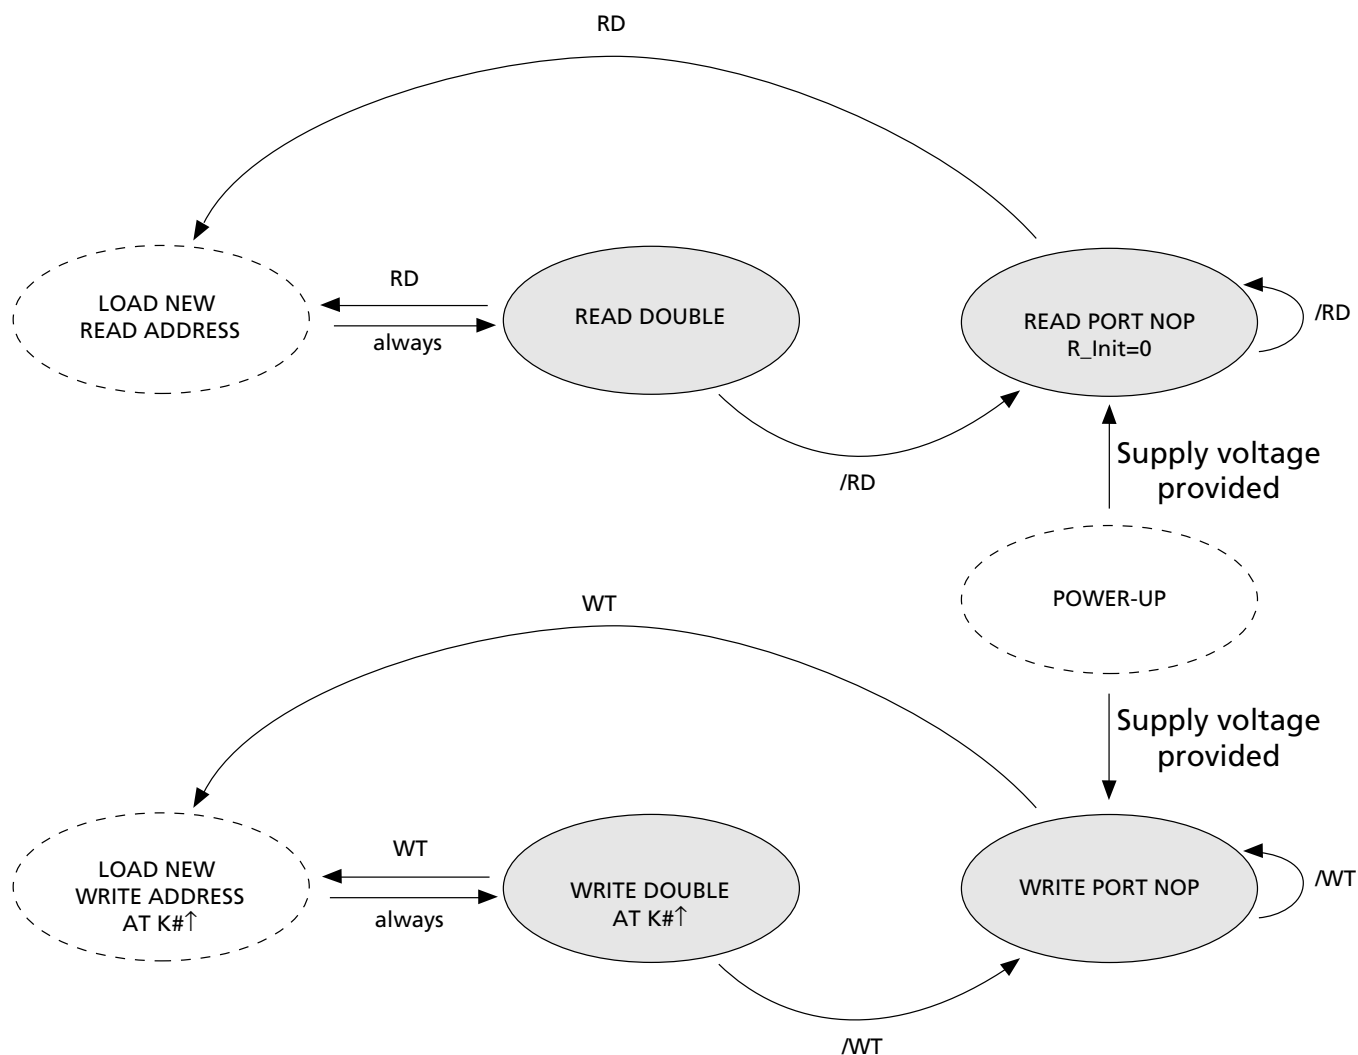 RD
LOAD NEW
READ ADDRESS
RD
always
READ DOUBLE
READ PORT NOP
R_Init=0
/RD
/RD
Supply voltage
provided
POWER-UP
WT
Supply voltage
provided
LOAD NEW
WRITE ADDRESS
AT K#↑
WT
always
WRITE DOUBLE
AT K#↑
WRITE PORT NOP
/WT
/WT